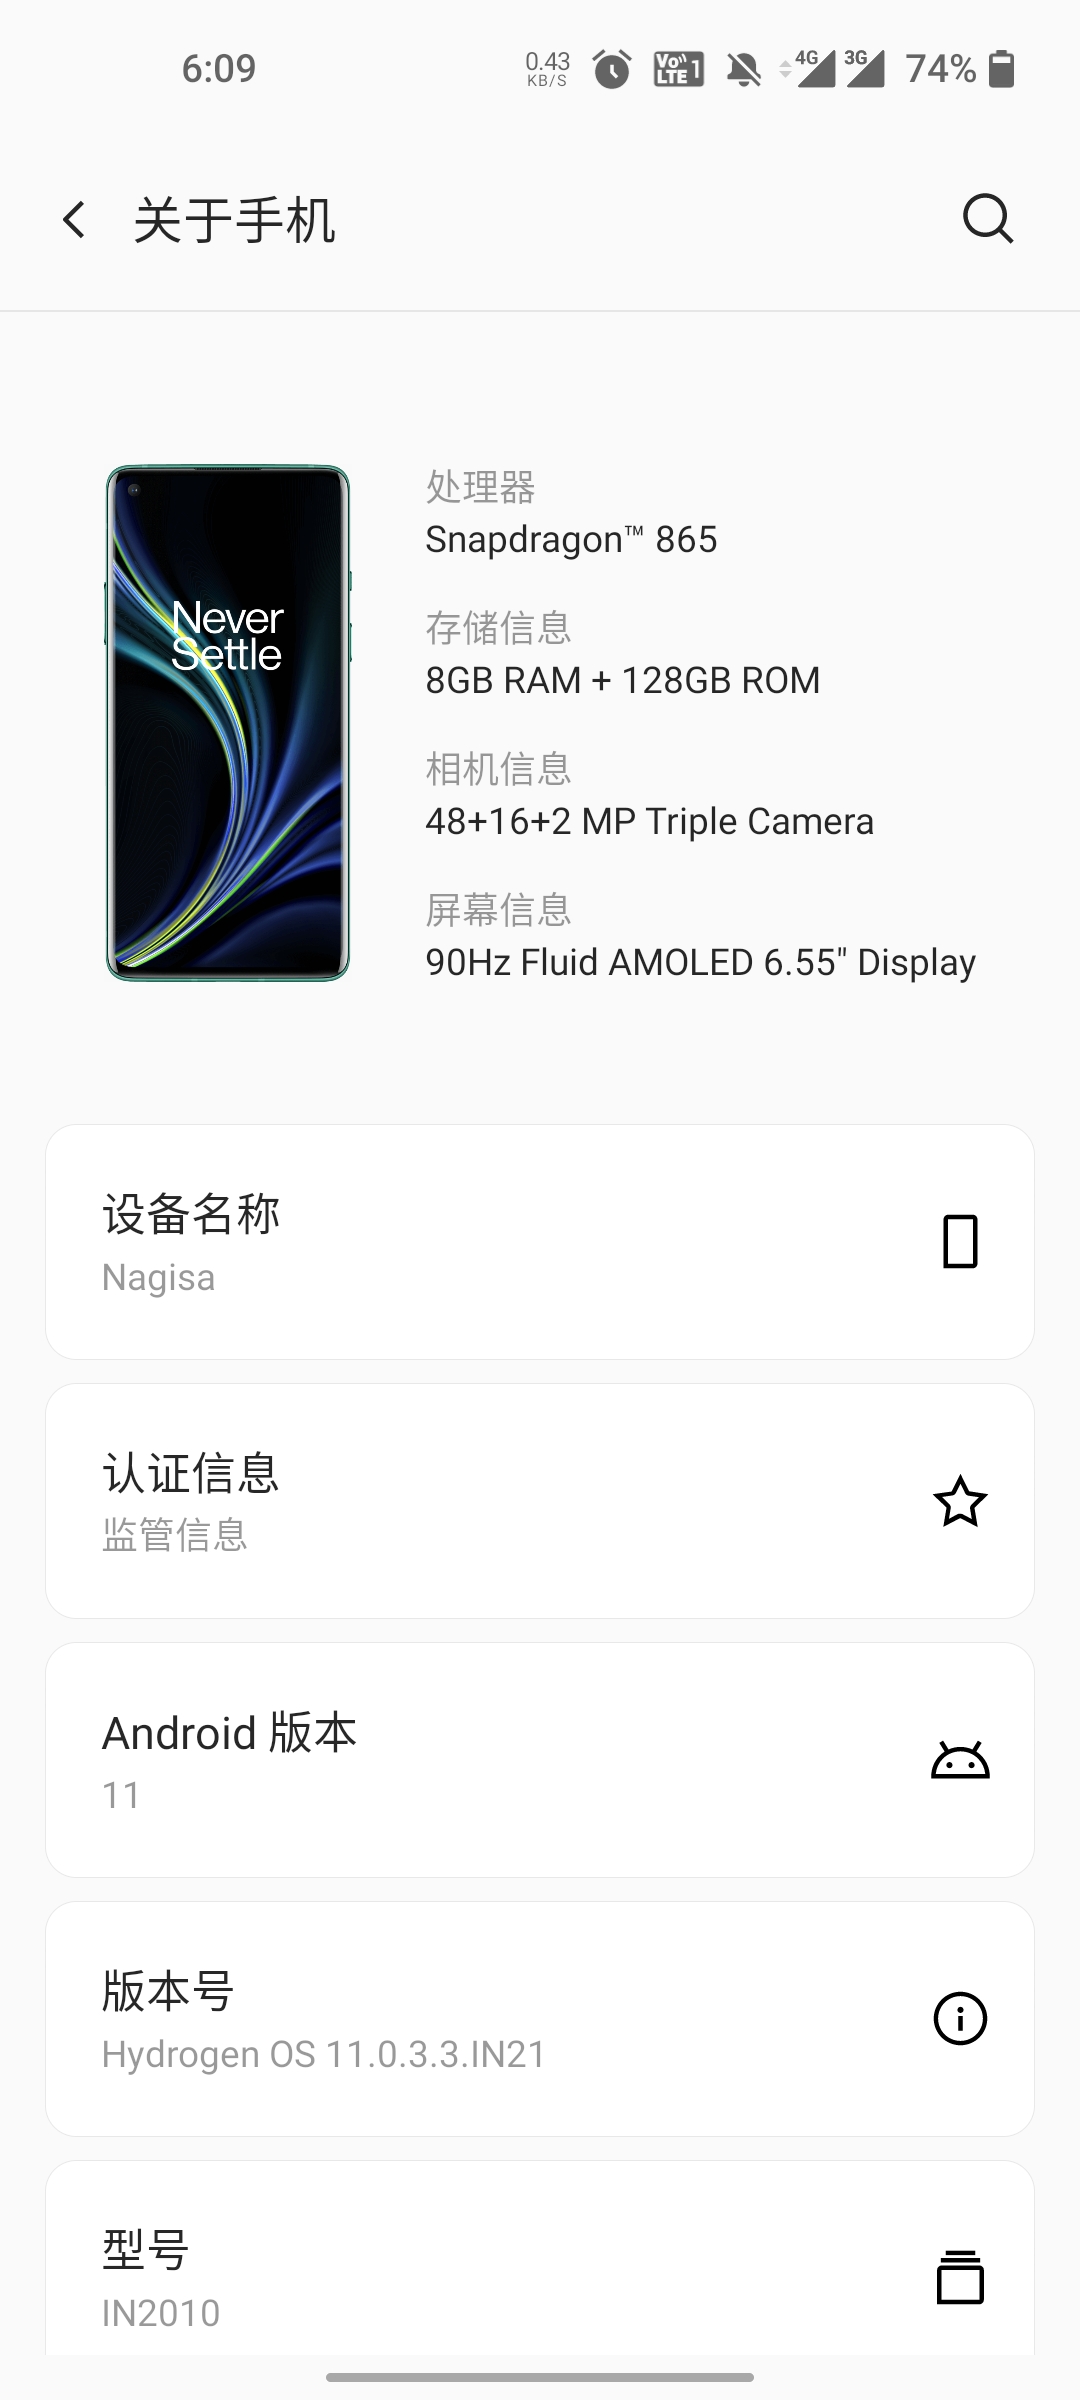 6:09
0.43
KB/S
Vo)) 1
LTE
4G
3G
74%
关于手机
Never
Settle
处理器
Snapdragon™ 865
存储信息
8GB RAM + 128GB ROM
相机信息
48+16+2 MP Triple Camera
屏幕信息
90Hz Fluid AMOLED 6.55" Display
设备名称
Nagisa
认证信息
监管信息
Android 版本
11
版本号
Hydrogen OS 11.0.3.3.IN21
型号
IN2010